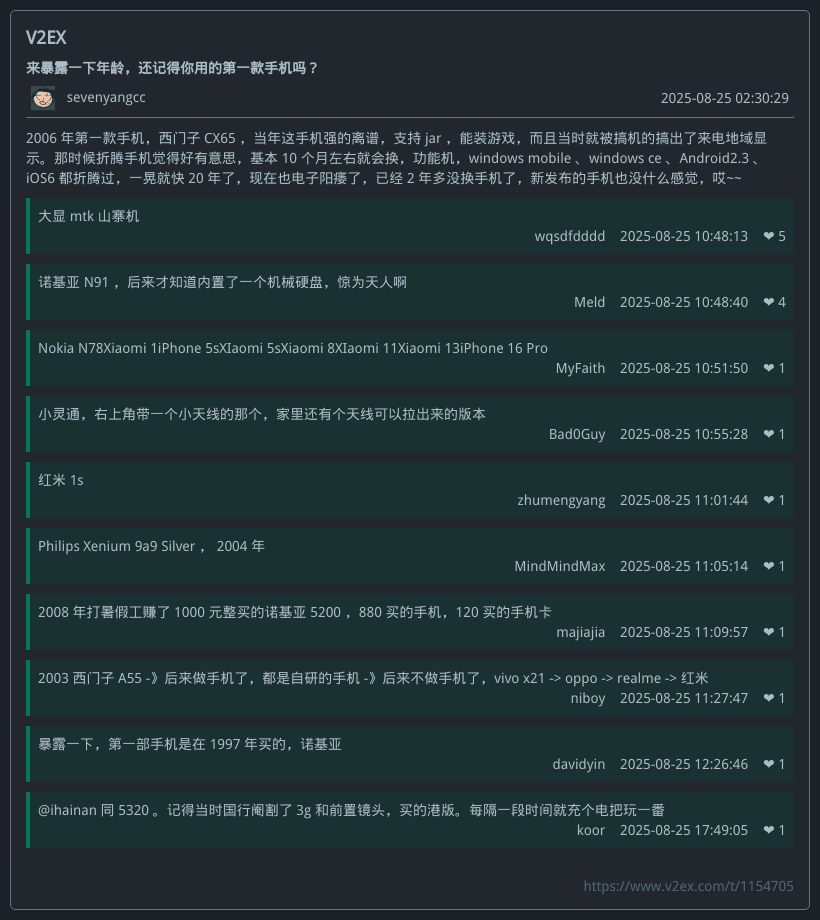 V2EX
来暴露一下年龄，还记得你用的第一款手机吗？
sevenyangcc 2025-08-25 02:30:29
2006 年第一款手机，西门子 CX65 ，当年这手机强的离谱，支持 jar ，能装游戏，而且当时就被搞机的搞出了来电地域显
示。那时候折腾手机觉得好有意思，基本 10 个月左右就会换，功能机，windows mobile 、windows ce 、Android2.3 、
iOS6 都折腾过，一晃就快 20 年了，现在也电子阳痿了，已经 2 年多没换手机了，新发布的手机也没什么感觉，哎~~
大显 mtk 山寨机
wqsdfdddd 2025-08-25 10:48:13 ❤ 5
诺基亚 N91 ，后来才知道内置了一个机械硬盘，惊为天人啊
Meld 2025-08-25 10:48:40 ❤ 4
Nokia N78Xiaomi 1iPhone 5sXIaomi 5sXiaomi 8XIaomi 11Xiaomi 13iPhone 16 Pro
MyFaith 2025-08-25 10:51:50 ❤ 1
小灵通，右上角带一个小天线的那个，家里还有个天线可以拉出来的版本
Bad0Guy 2025-08-25 10:55:28 ❤ 1
红米 1s
zhumengyang 2025-08-25 11:01:44 ❤ 1
Philips Xenium 9a9 Silver ， 2004 年
MindMindMax 2025-08-25 11:05:14 ❤ 1
2008 年打暑假工赚了 1000 元整买的诺基亚 5200 ，880 买的手机，120 买的手机卡
majiajia 2025-08-25 11:09:57 ❤ 1
2003 西门子 A55 -》后来做手机了，都是自研的手机 -》后来不做手机了，vivo x21 -> oppo -> realme -> 红米
niboy 2025-08-25 11:27:47 ❤ 1
暴露一下，第一部手机是在 1997 年买的，诺基亚
davidyin 2025-08-25 12:26:46 ❤ 1
@ihainan 同 5320 。记得当时国行阉割了 3g 和前置镜头，买的港版。每隔一段时间就充个电把玩一番
koor 2025-08-25 17:49:05 ❤ 1
https://www.v2ex.com/t/1154705